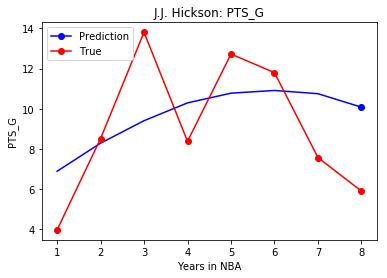 J.J. Hickson: PTS_G
Prediction
True
PTS_G
14
12
10
8
6
4
1 2 3 4 5 6 7 8
Years in NBA